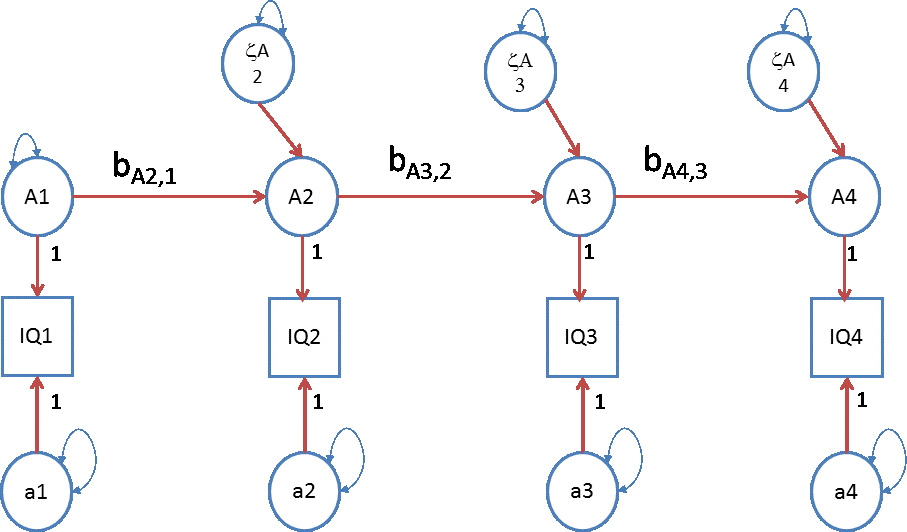 ζA
2
ζA
3
ζA
4
bA2,1
bA3,2
bA4,3
A1
A2
A3
A4
1
1
1
1
IQ1
IQ2
IQ3
IQ4
1
1
1
1
a1
a2
a3
a4